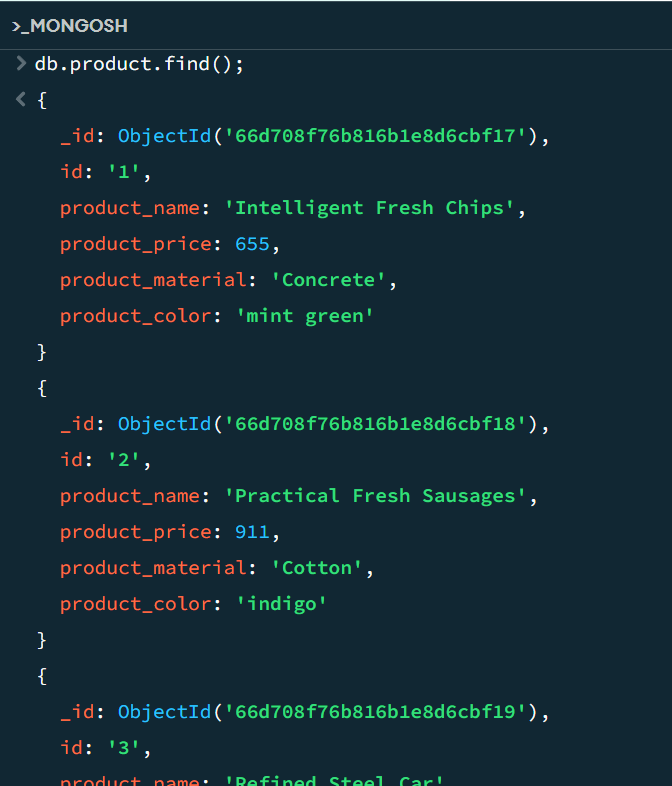 >_MONGOSH
> db.product.find();
< {
_id: ObjectId('66d708f76b816b1e8d6cbf17'),
id: '1',
product_name: 'Intelligent Fresh Chips',
product_price: 655,
product_material: 'Concrete',
product_color: 'mint green'
}
{
_id: ObjectId('66d708f76b816b1e8d6cbf18'),
id: '2',
product_name: 'Practical Fresh Sausages',
product_price: 911,
product_material: 'Cotton',
product_color: 'indigo'
}
{
_id: ObjectId('66d708f76b816b1e8d6cbf19'),
id: '3',
product_name: 'Refined Steel Car'